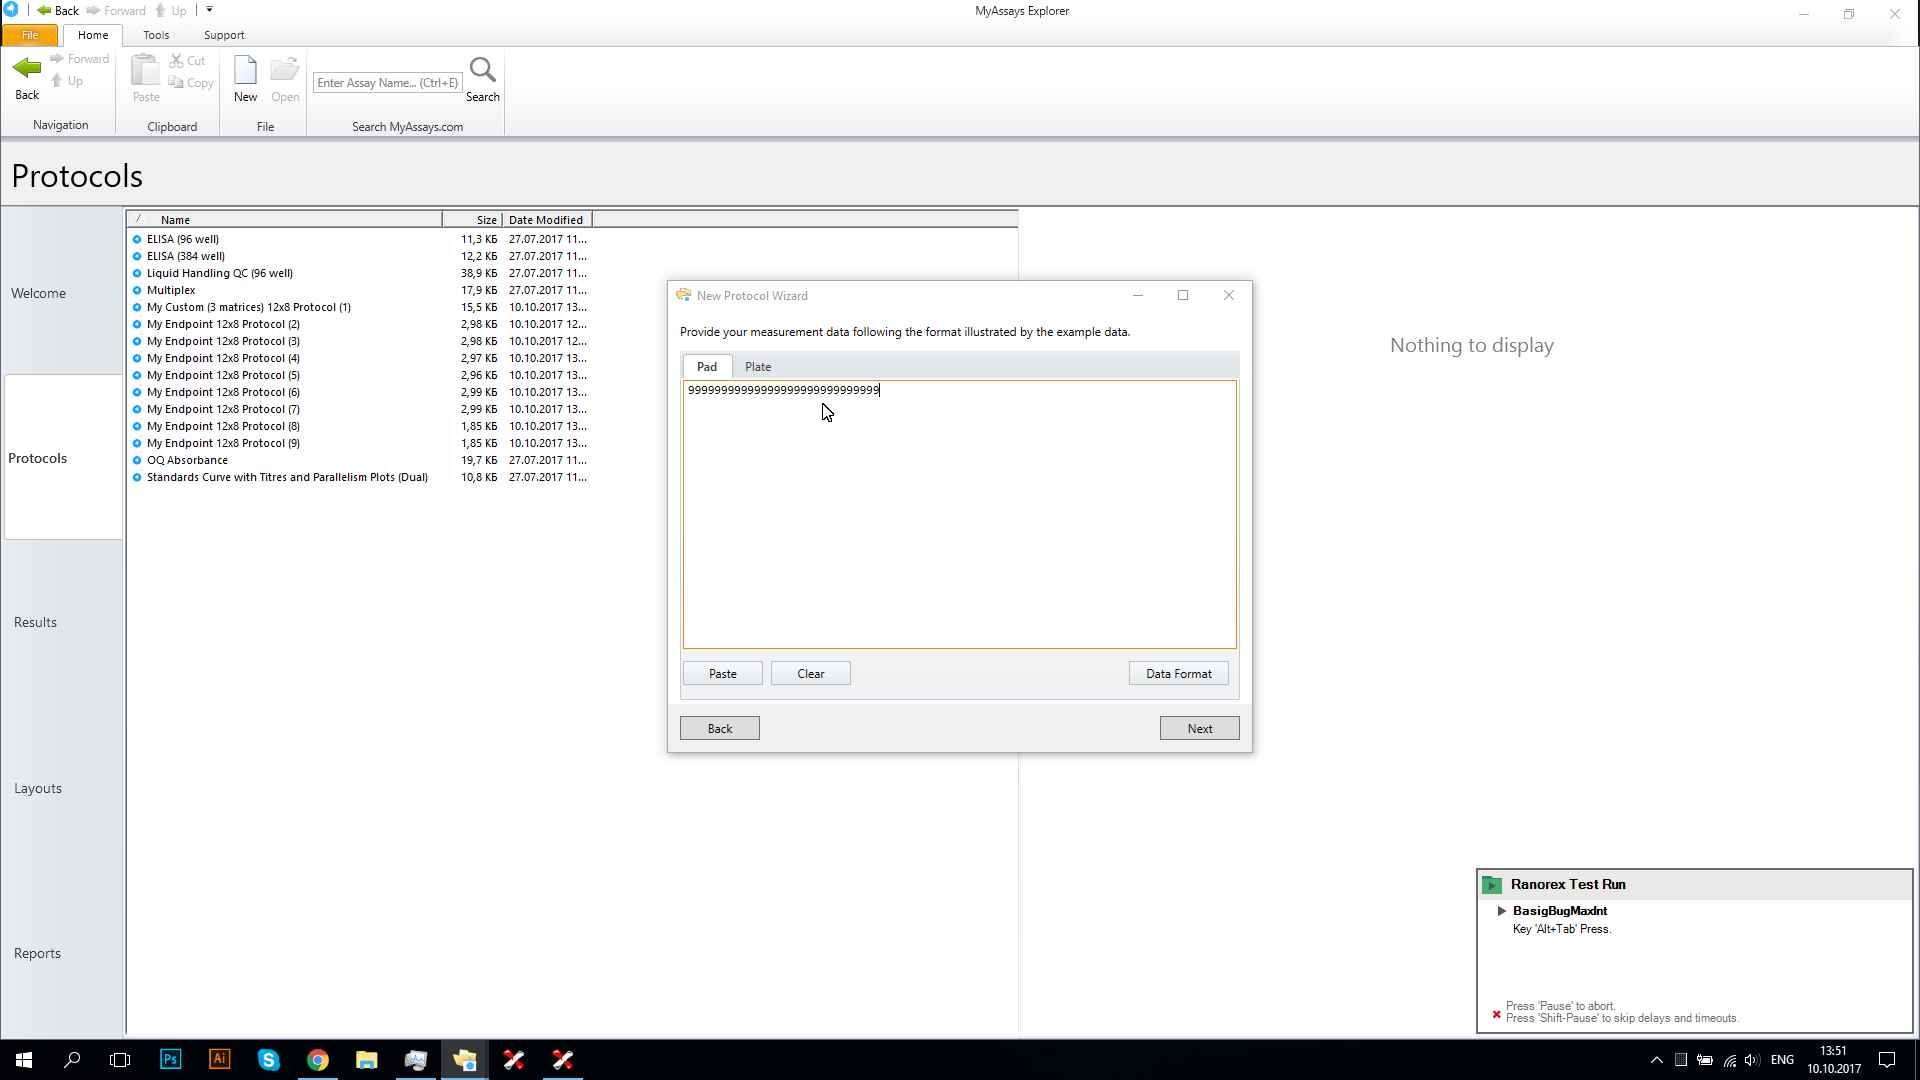 Back Forward Up
MyAssays Explorer
File Home Tools Support
Back
Forward
Up
Navigation
Paste
Cut
Copy
Clipboard
New Open
File
Enter Assay Name... (Ctrl+E)
Search
Search MyAssays.com
Protocols
Welcome
Protocols
Results
Layouts
Reports
Name Size Date Modified
ELISA (96 well) 11,3 КБ 27.07.2017 11...
ELISA (384 well) 12,2 КБ 27.07.2017 11...
Liquid Handling QC (96 well) 38,9 КБ 27.07.2017 11...
Multiplex 17,9 КБ 27.07.2017 11...
My Custom (3 matrices) 12x8 Protocol (1) 15,5 КБ 10.10.2017 13...
My Endpoint 12x8 Protocol (2) 2,98 КБ 10.10.2017 12...
My Endpoint 12x8 Protocol (3) 2,98 КБ 10.10.2017 12...
My Endpoint 12x8 Protocol (4) 2,97 КБ 10.10.2017 13...
My Endpoint 12x8 Protocol (5) 2,96 КБ 10.10.2017 13...
My Endpoint 12x8 Protocol (6) 2,99 КБ 10.10.2017 13...
My Endpoint 12x8 Protocol (7) 2,99 КБ 10.10.2017 13...
My Endpoint 12x8 Protocol (8) 1,85 КБ 10.10.2017 13...
My Endpoint 12x8 Protocol (9) 1,85 КБ 10.10.2017 13...
OQ Absorbance 19,7 КБ 27.07.2017 11...
Standards Curve with Titres and Parallelism Plots (Dual) 10,8 КБ 27.07.2017 11...
New Protocol Wizard
Provide your measurement data following the format illustrated by the example data.
Pad Plate
99999999999999999999999999999
Paste Clear Data Format
Back Next
Nothing to display
Ranorex Test Run
BasigBugMaxInt
Key 'Alt+Tab' Press.
Press 'Pause' to abort.
Press 'Shift-Pause' to skip delays and timeouts.
Ps Ai
ENG
13:51
10.10.2017